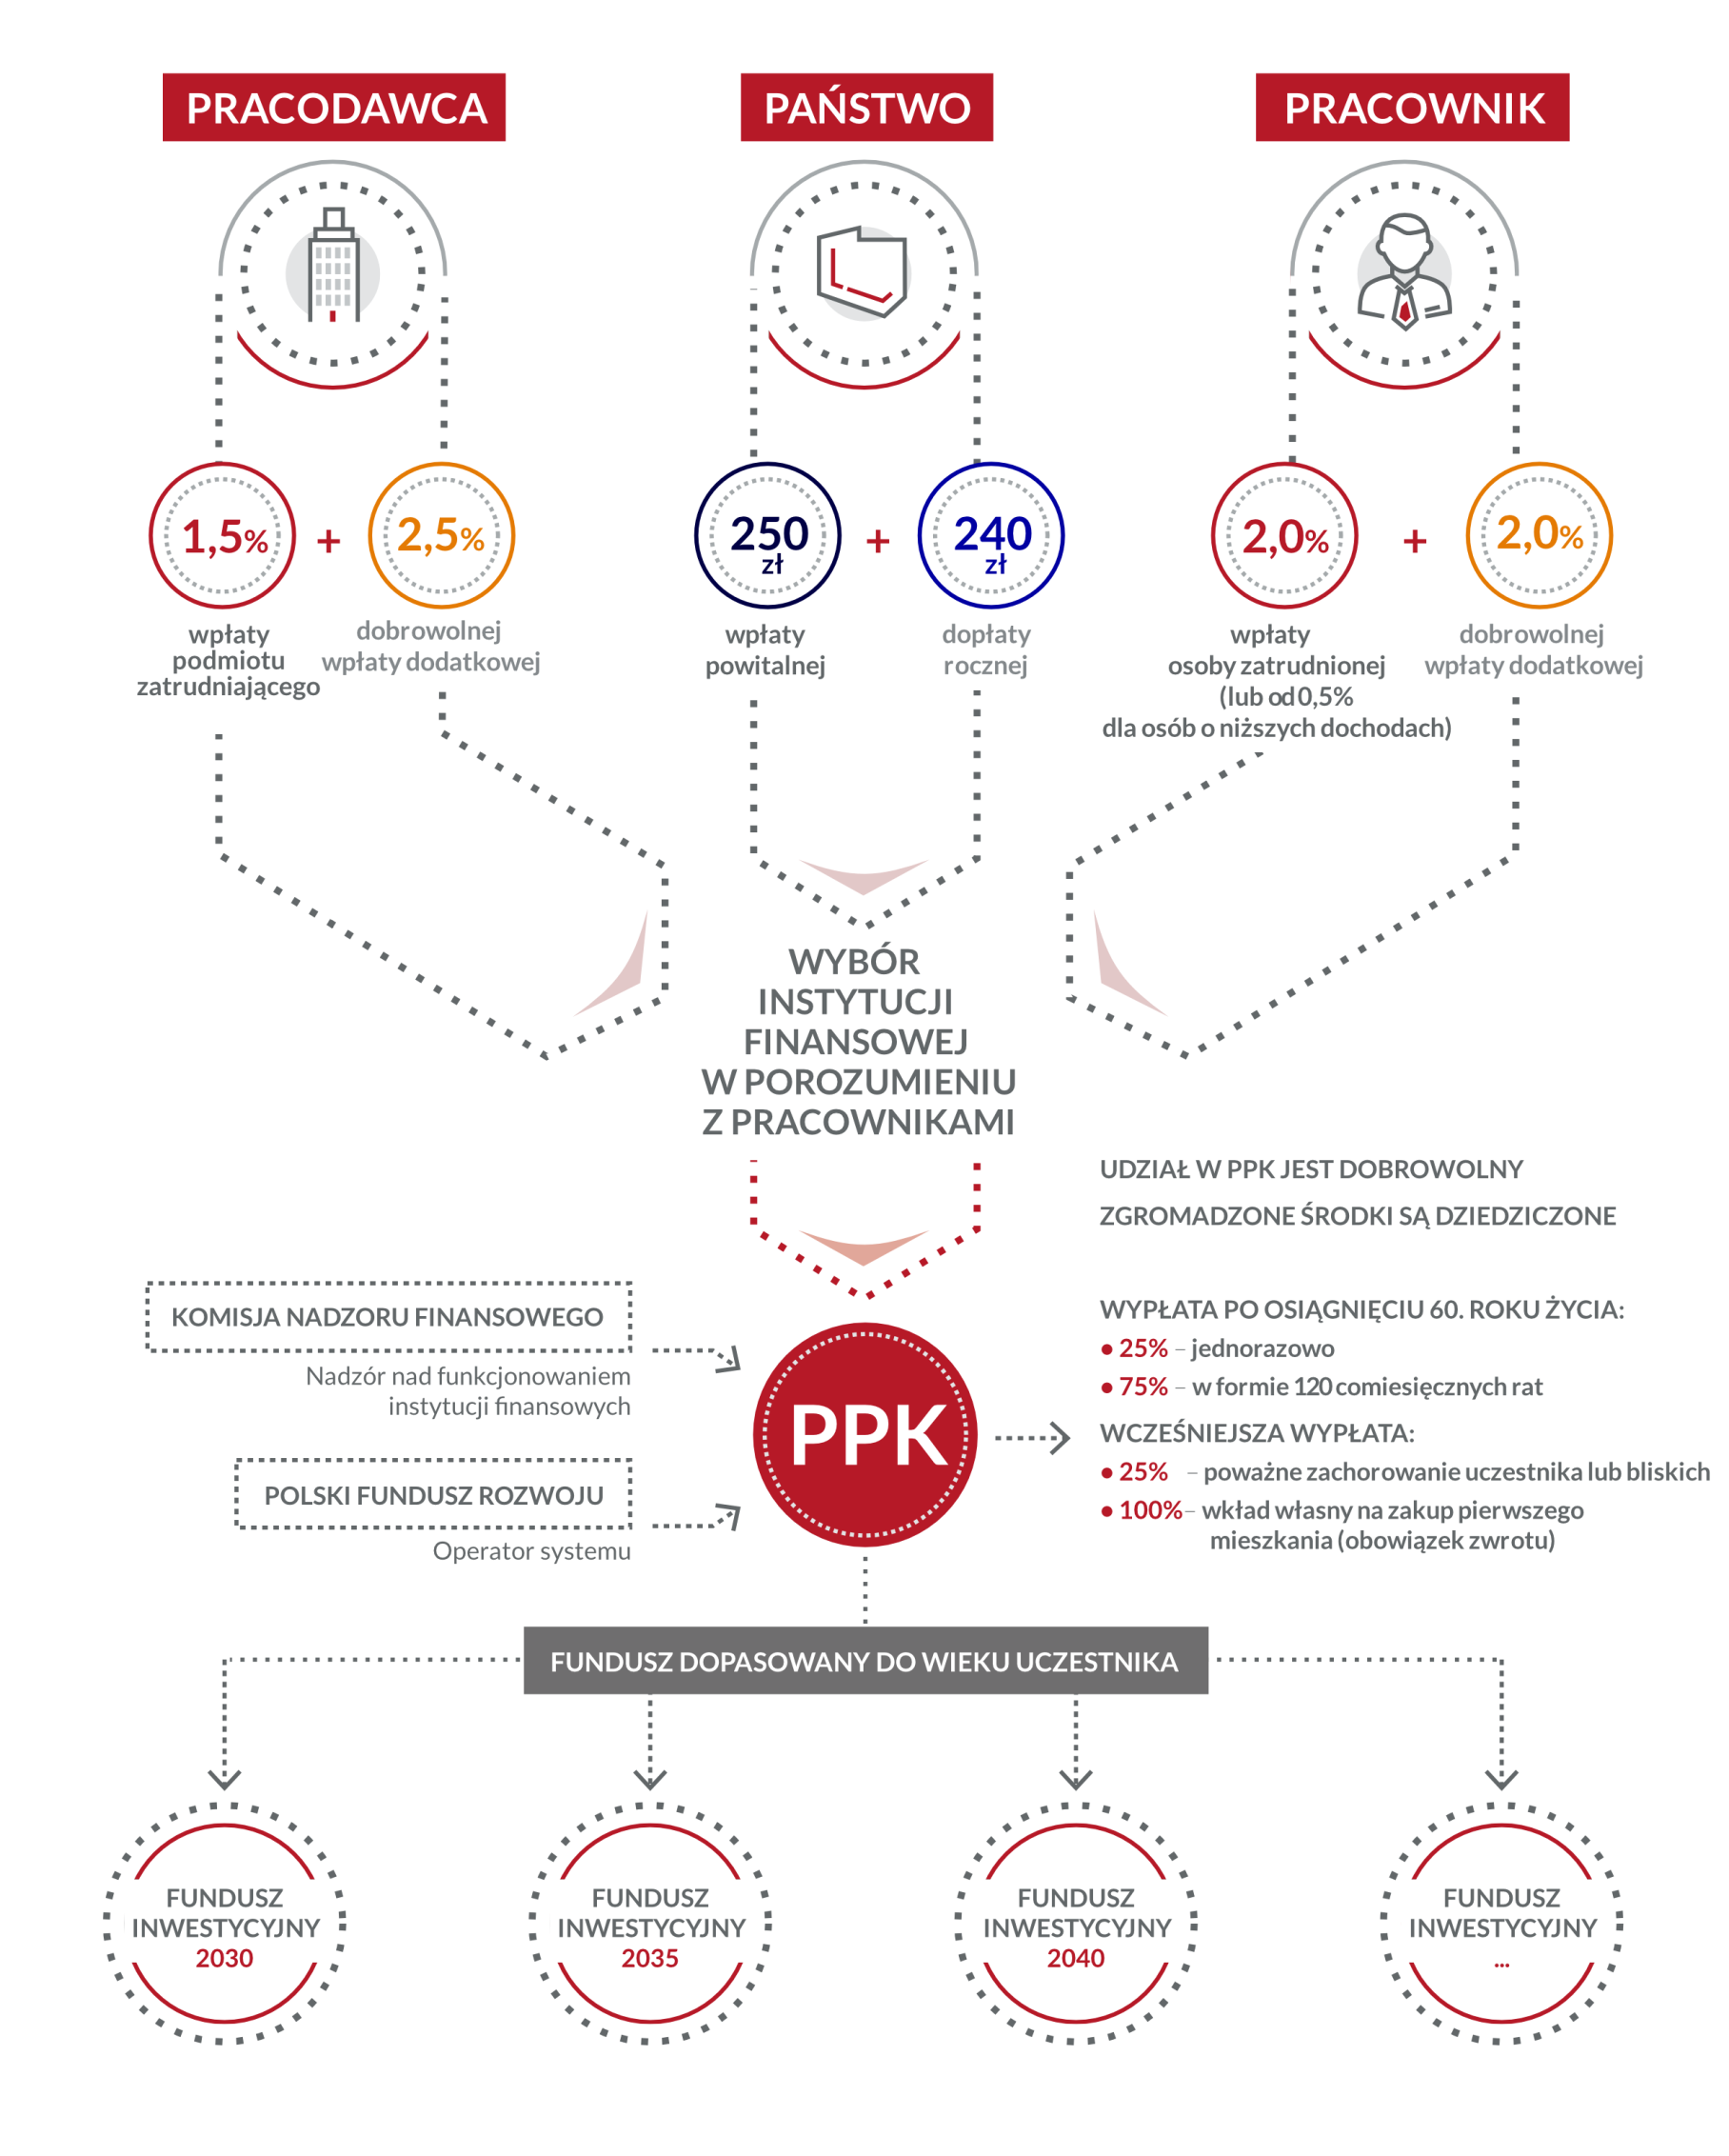 PRACODAWCA
PAŃSTWO
PRACOWNIK
1,5%
+
2,5%
250
zł
+
240
zł
2,0%
+
2,0%
wpłaty
podmiotu
zatrudniającego
dobrowolnej
wpłaty dodatkowej
wpłaty
powitalnej
dopłaty
rocznej
wpłaty
osoby zatrudnionej
(lub od 0,5%
dla osób o niższych dochodach)
dobrowolnej
wpłaty dodatkowej
WYBÓR
INSTYTUCJI
FINANSOWEJ
W POROZUMIENIU
Z PRACOWNIKAMI
UDZIAŁ W PPK JEST DOBROWOLNY
ZGROMADZONE ŚRODKI SĄ DZIEDZICZONE
KOMISJA NADZORU FINANSOWEGO
Nadzór nad funkcjonowaniem
instytucji finansowych
POLSKI FUNDUSZ ROZWOJU
Operator systemu
PPK
WYPŁATA PO OSIĄGNIĘCIU 60. ROKU ŻYCIA:
• 25% – jednorazowo
• 75% – w formie 120 comiesięcznych rat
WCZEŚNIEJSZA WYPŁATA:
• 25% – poważne zachorowanie uczestnika lub bliskich
• 100% – wkład własny na zakup pierwszego
mieszkania (obowiązek zwrotu)
FUNDUSZ DOPASOWANY DO WIEKU UCZESTNIKA
FUNDUSZ
INWESTYCYJNY
2030
FUNDUSZ
INWESTYCYJNY
2035
FUNDUSZ
INWESTYCYJNY
2040
FUNDUSZ
INWESTYCYJNY
...